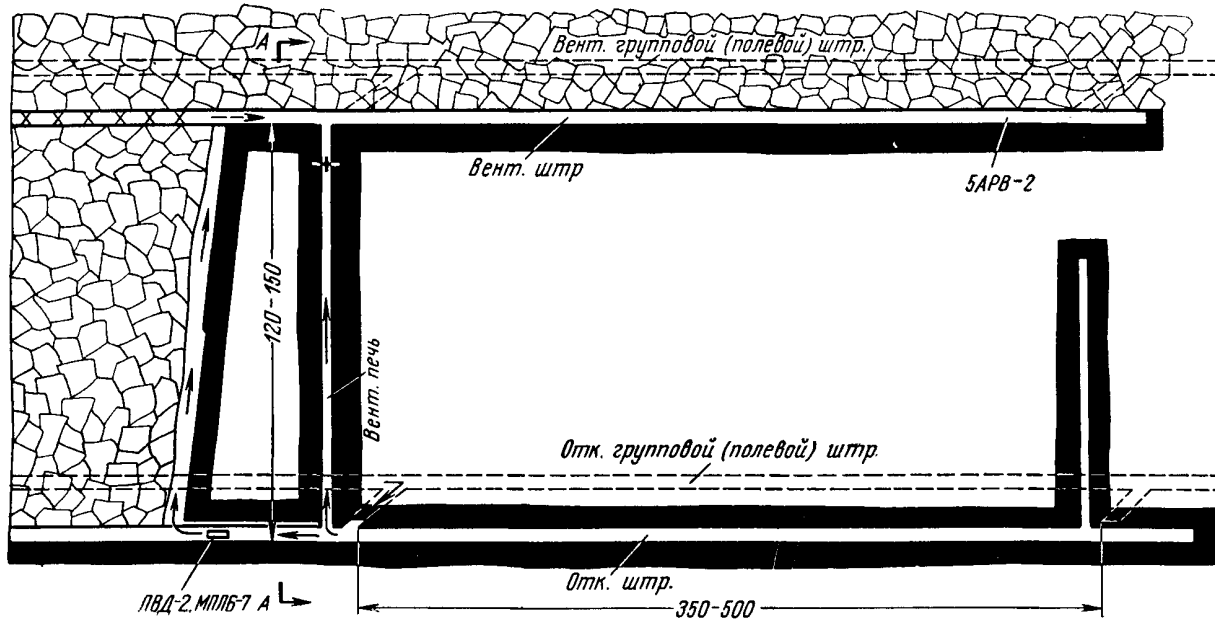 А
Вент. групповой (полевой) штр.
Вент. штр
5АРВ-2
120-150
Вент. печь
Отк. групповой (полевой) штр.
Отк. штр.
ЛВД-2, МПЛБ-7
А
350-500